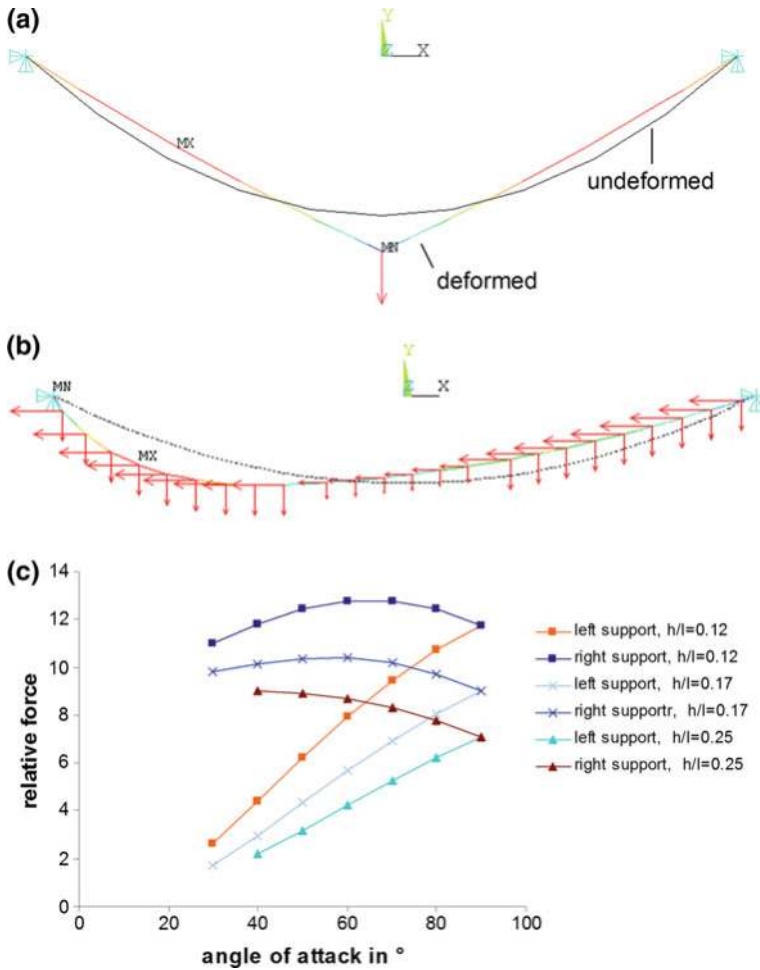 (a)
Y
Z X
MX
undeformed
MN
deformed
(b)
Y
Z X
MN
MX
(c)
14
12
10
8
6
4
2
0
relative force
0 20 40 60 80 100
angle of attack in °
left support, h/l=0.12
right support, h/l=0.12
left support, h/l=0.17
right supportr, h/l=0.17
left support, h/l=0.25
right support, h/l=0.25